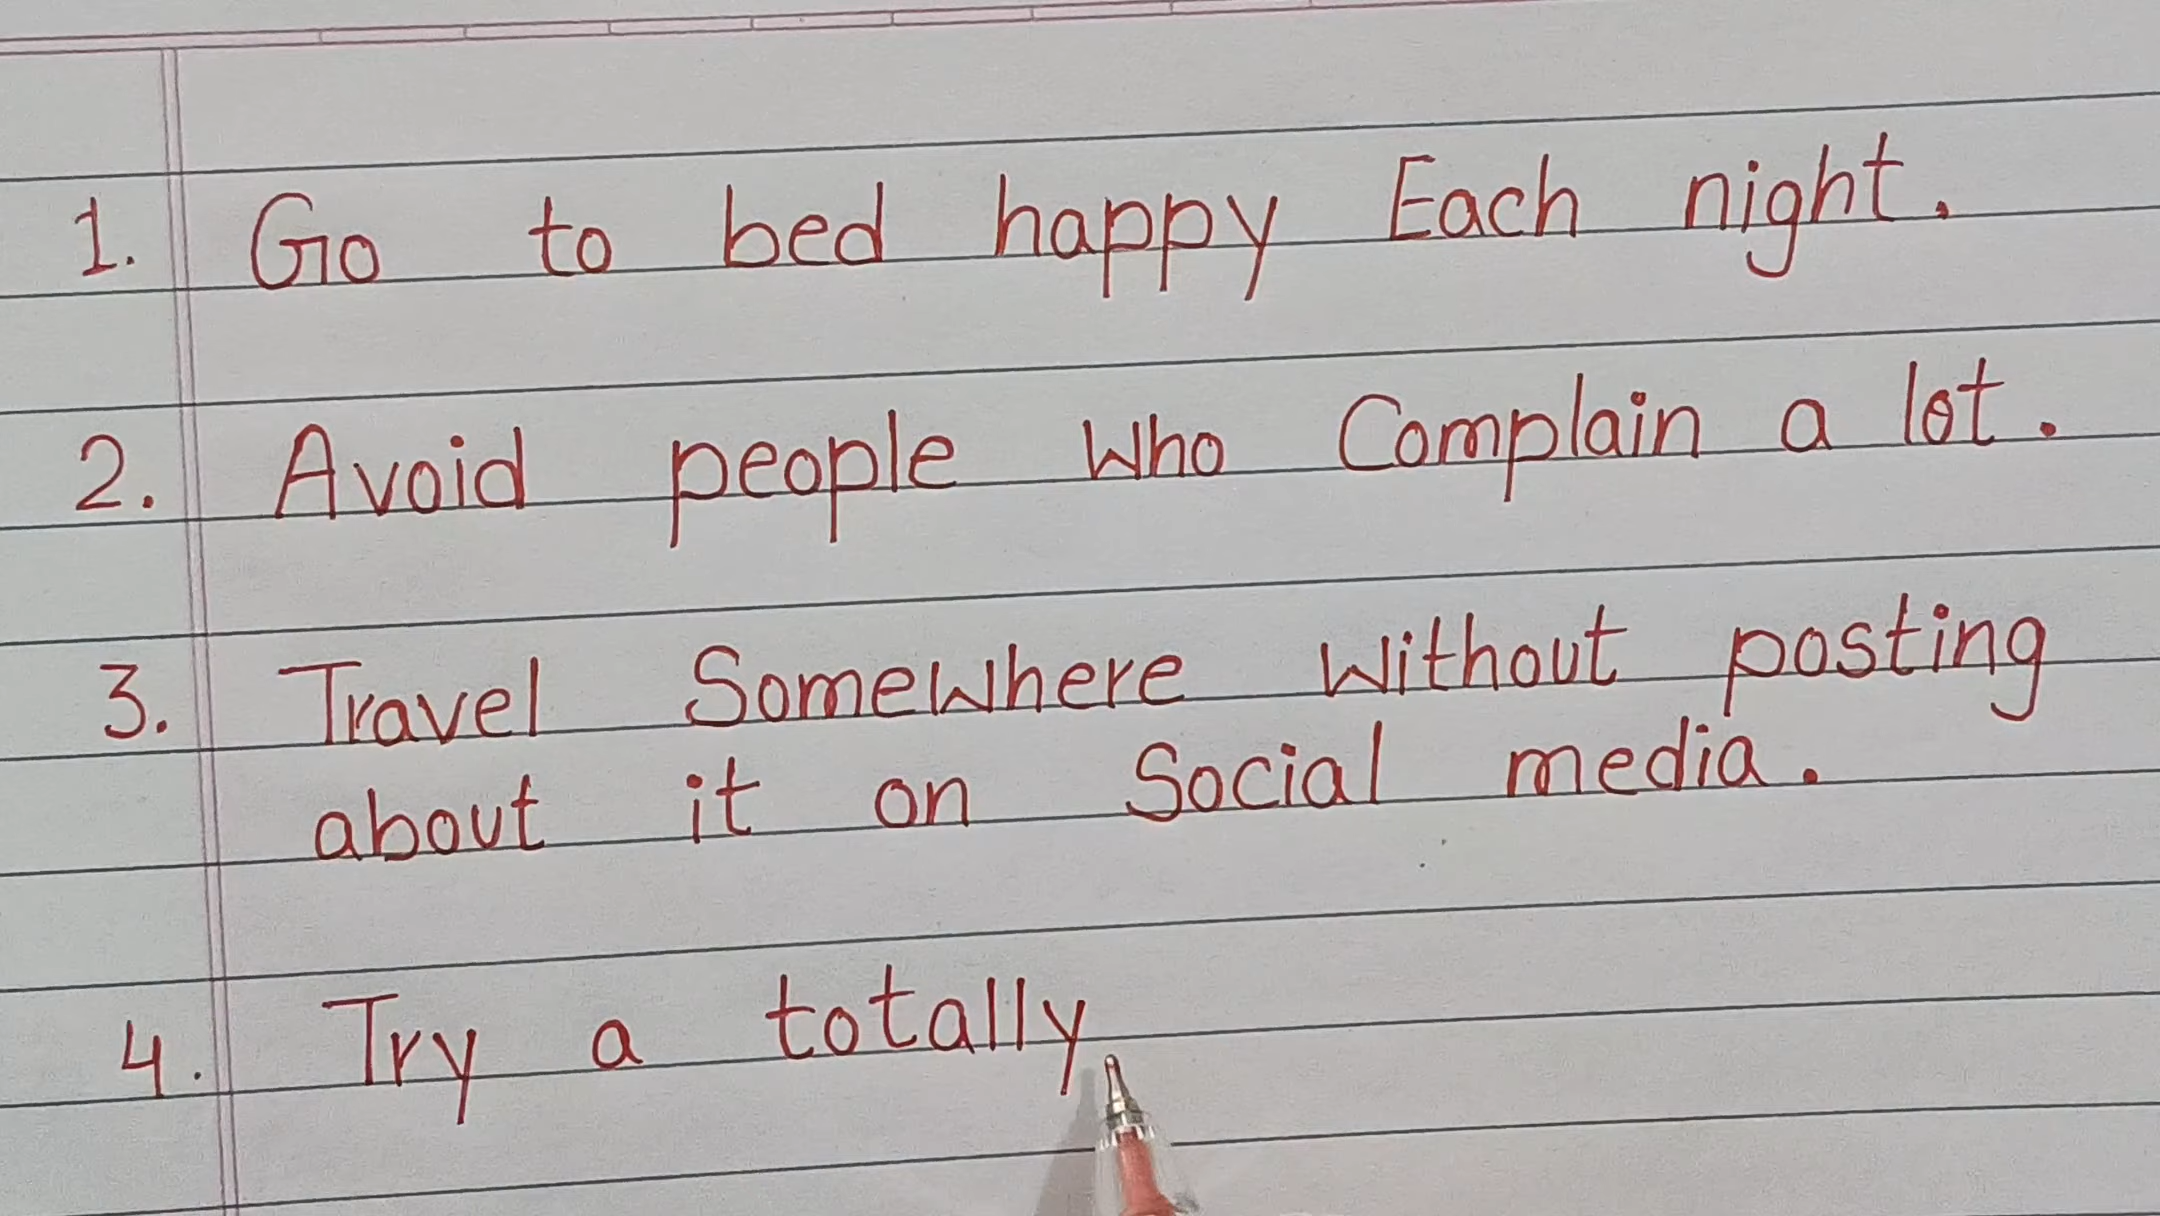 1. Go to bed happy Each night.
2. Avoid people Who Complain a lot.
3. Travel SomeWhere Without posting
about it on Social media.
4. Try a totally